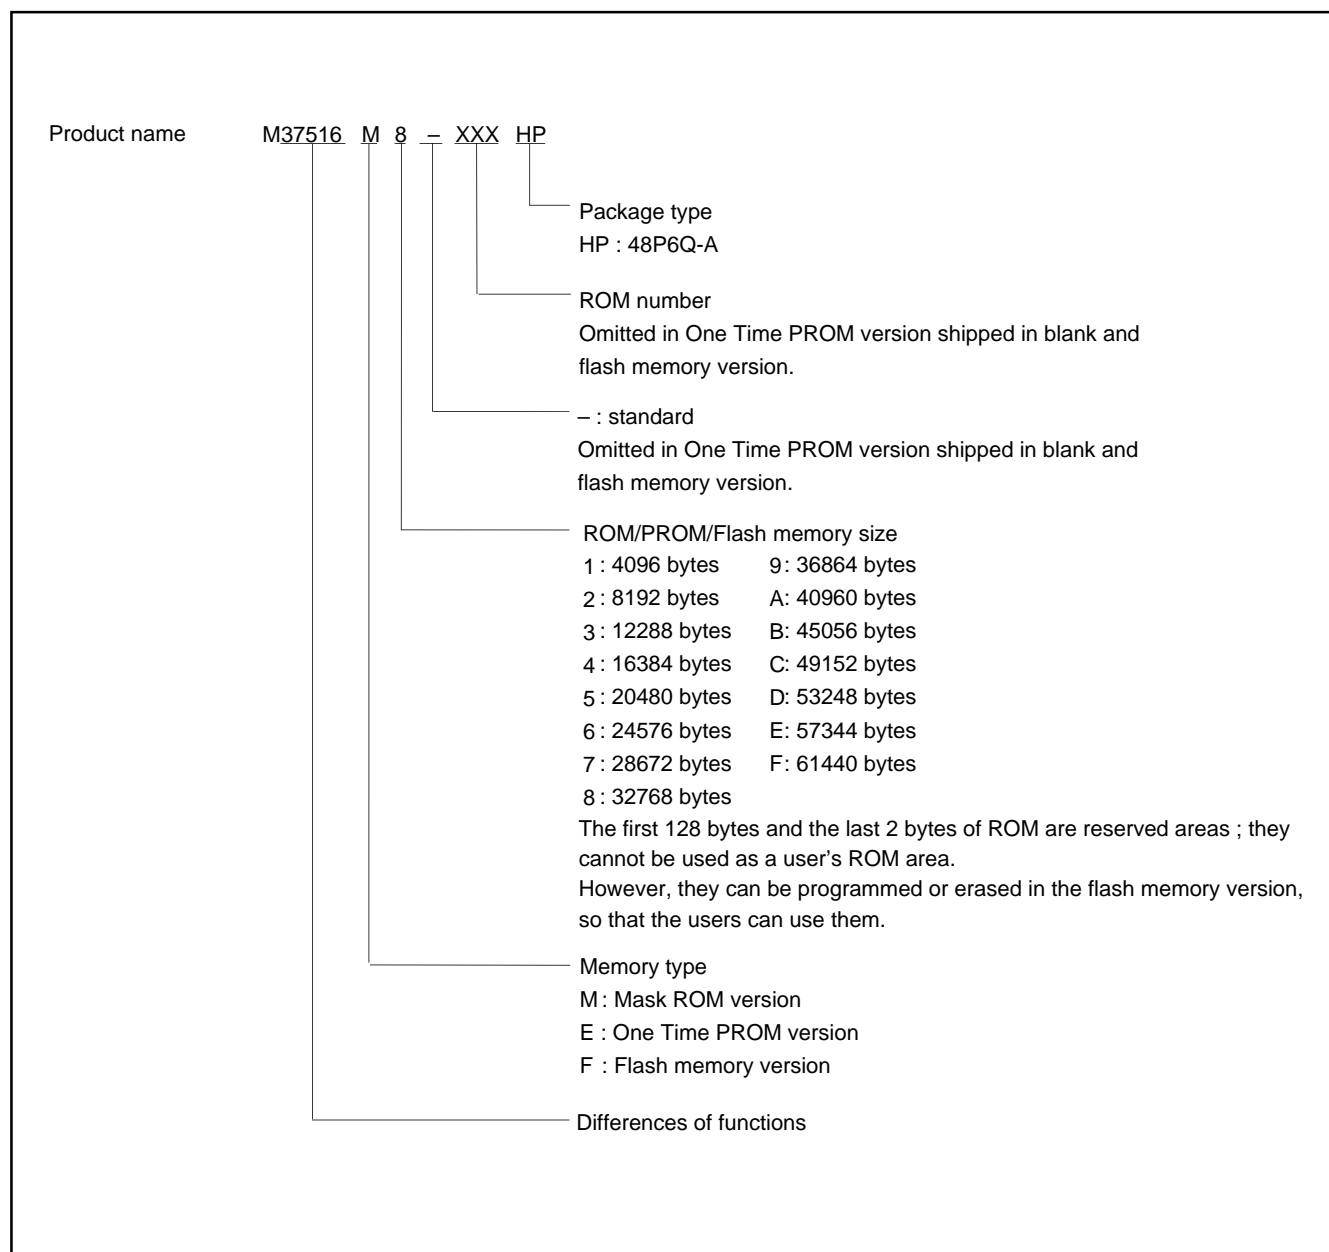 Product name M37516 M 8 – XXX HP
Package type
HP : 48P6Q-A
ROM number
Omitted in One Time PROM version shipped in blank and
flash memory version.
– : standard
Omitted in One Time PROM version shipped in blank and
flash memory version.
ROM/PROM/Flash memory size
1 : 4096 bytes 9 : 36864 bytes
2 : 8192 bytes A: 40960 bytes
3 : 12288 bytes B: 45056 bytes
4 : 16384 bytes C: 49152 bytes
5 : 20480 bytes D: 53248 bytes
6 : 24576 bytes E: 57344 bytes
7 : 28672 bytes F: 61440 bytes
8 : 32768 bytes
The first 128 bytes and the last 2 bytes of ROM are reserved areas ; they
cannot be used as a user’s ROM area.
However, they can be programmed or erased in the flash memory version,
so that the users can use them.
Memory type
M : Mask ROM version
E : One Time PROM version
F : Flash memory version
Differences of functions